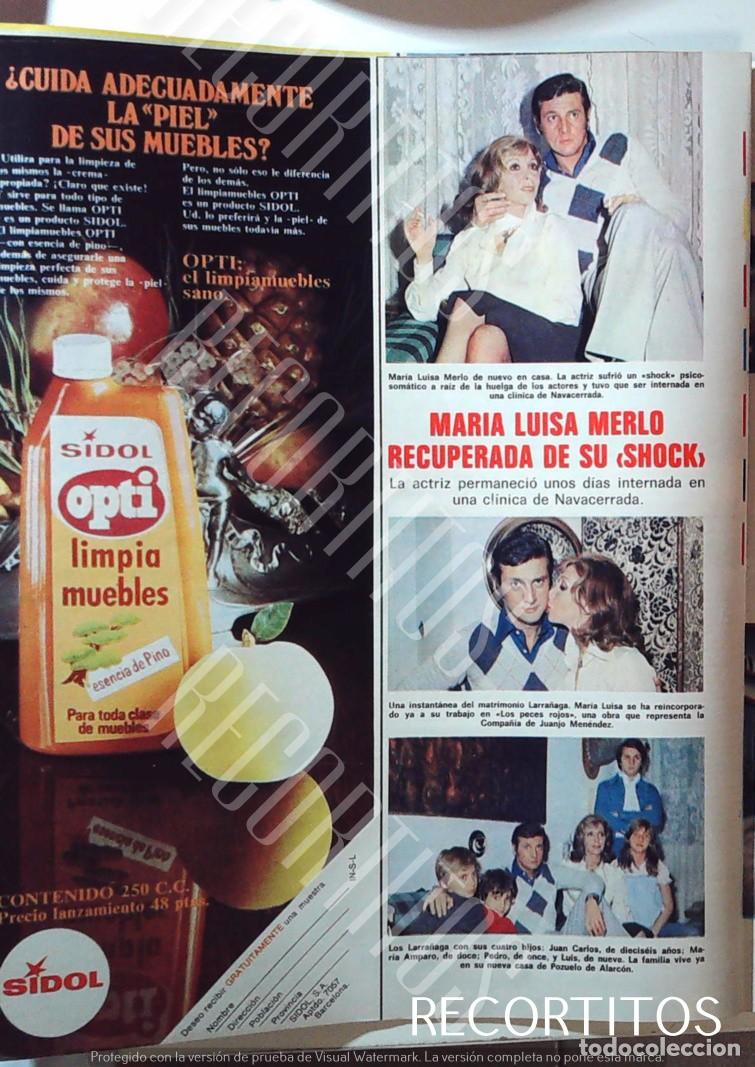 ¿CUIDA ADECUADAMENTE
LA «PIEL»
DE SUS MUEBLES?
Utiliza para la limpieza de
los mismos la -crema-
¡Claro que existe!
sirve para todo tipo de
Se llama OPTI
es un producto SIDOL.
limpiamuebles OPTI
—con esencia de pino—,
de asegurarle una
perfecta de sus
cuida y protege la -piel-
los mismos.
Pero, no sólo eso le diferencia
de los demás.
El limpiamuebles OPTI
es un producto SIDOL.
Ud. lo preferirá y la -piel- de
sus muebles todavía más.
OPTI:
el limpiamuebles
sano.
SIDOL
opti
limpia
muebles
esencia de Pino
Para toda clase
de muebles
CONTENIDO 250 C.C.
Precio lanzamiento 48 ptas.
SIDOL
Deseo recibir GRATUITAMENTE una muestra
Nombre
Dirección
Población
Provincia
SIDOL, S.A.
Apdo. 7057
Barcelona.
IN-S-L
María Luisa Merlo de nuevo en casa. La actriz sufrió un «shock» psico-
somático a raíz de la huelga de los actores y tuvo que ser internada en
una clínica de Navacerrada.
MARIA LUISA MERLO
RECUPERADA DE SU «SHOCK»
La actriz permaneció unos días internada en
una clínica de Navacerrada.
Una instantánea del matrimonio Larrañaga. María Luisa se ha reincorpora-
do ya a su trabajo en «Los peces rojos», una obra que representa la
Compañía de Juanjo Menéndez.
Los Larrañaga con sus cuatro hijos: Juan Carlos, de dieciséis años; Ma-
ría Amparo, de doce; Pedro, de once, y Luis, de nueve. La familia vive ya
en su nueva casa de Pozuelo de Alarcón.
RECORTITOS
RECORTITOS
RECORTITOS
RECORTITOS
todocolección
Protegido con la versión de prueba de Visual Watermark. La versión completa no pone esta marca.